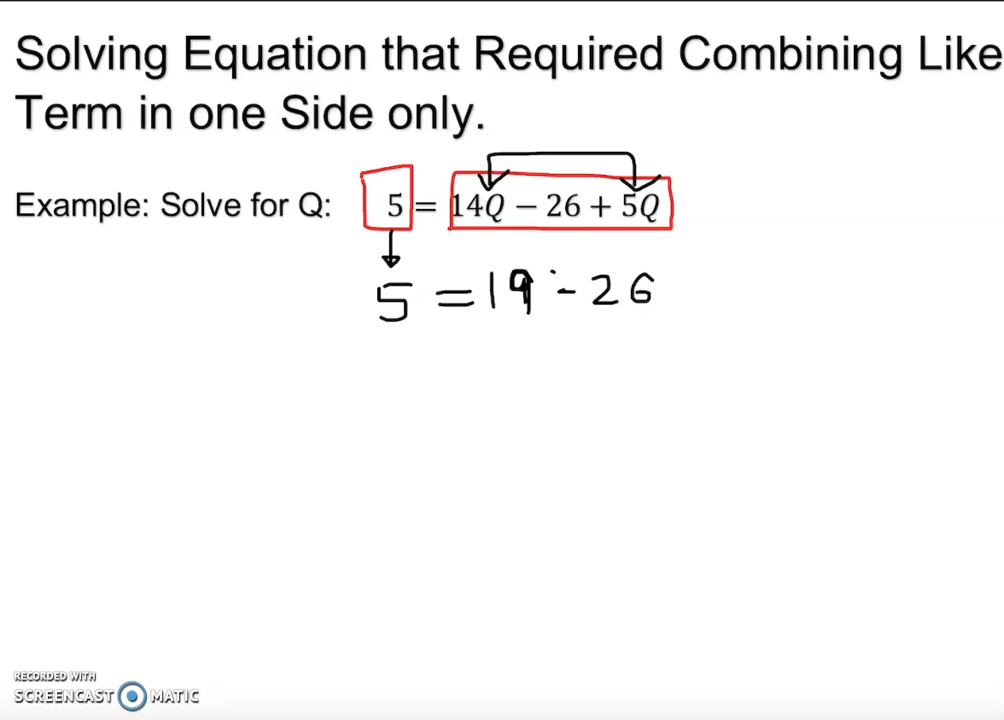 Solving Equation that Required Combining Like
Term in one Side only.
Example: Solve for Q: 5 = 14Q − 26 + 5Q
5 = 19 - 26
RECORDED WITH
SCREENCAST MATIC